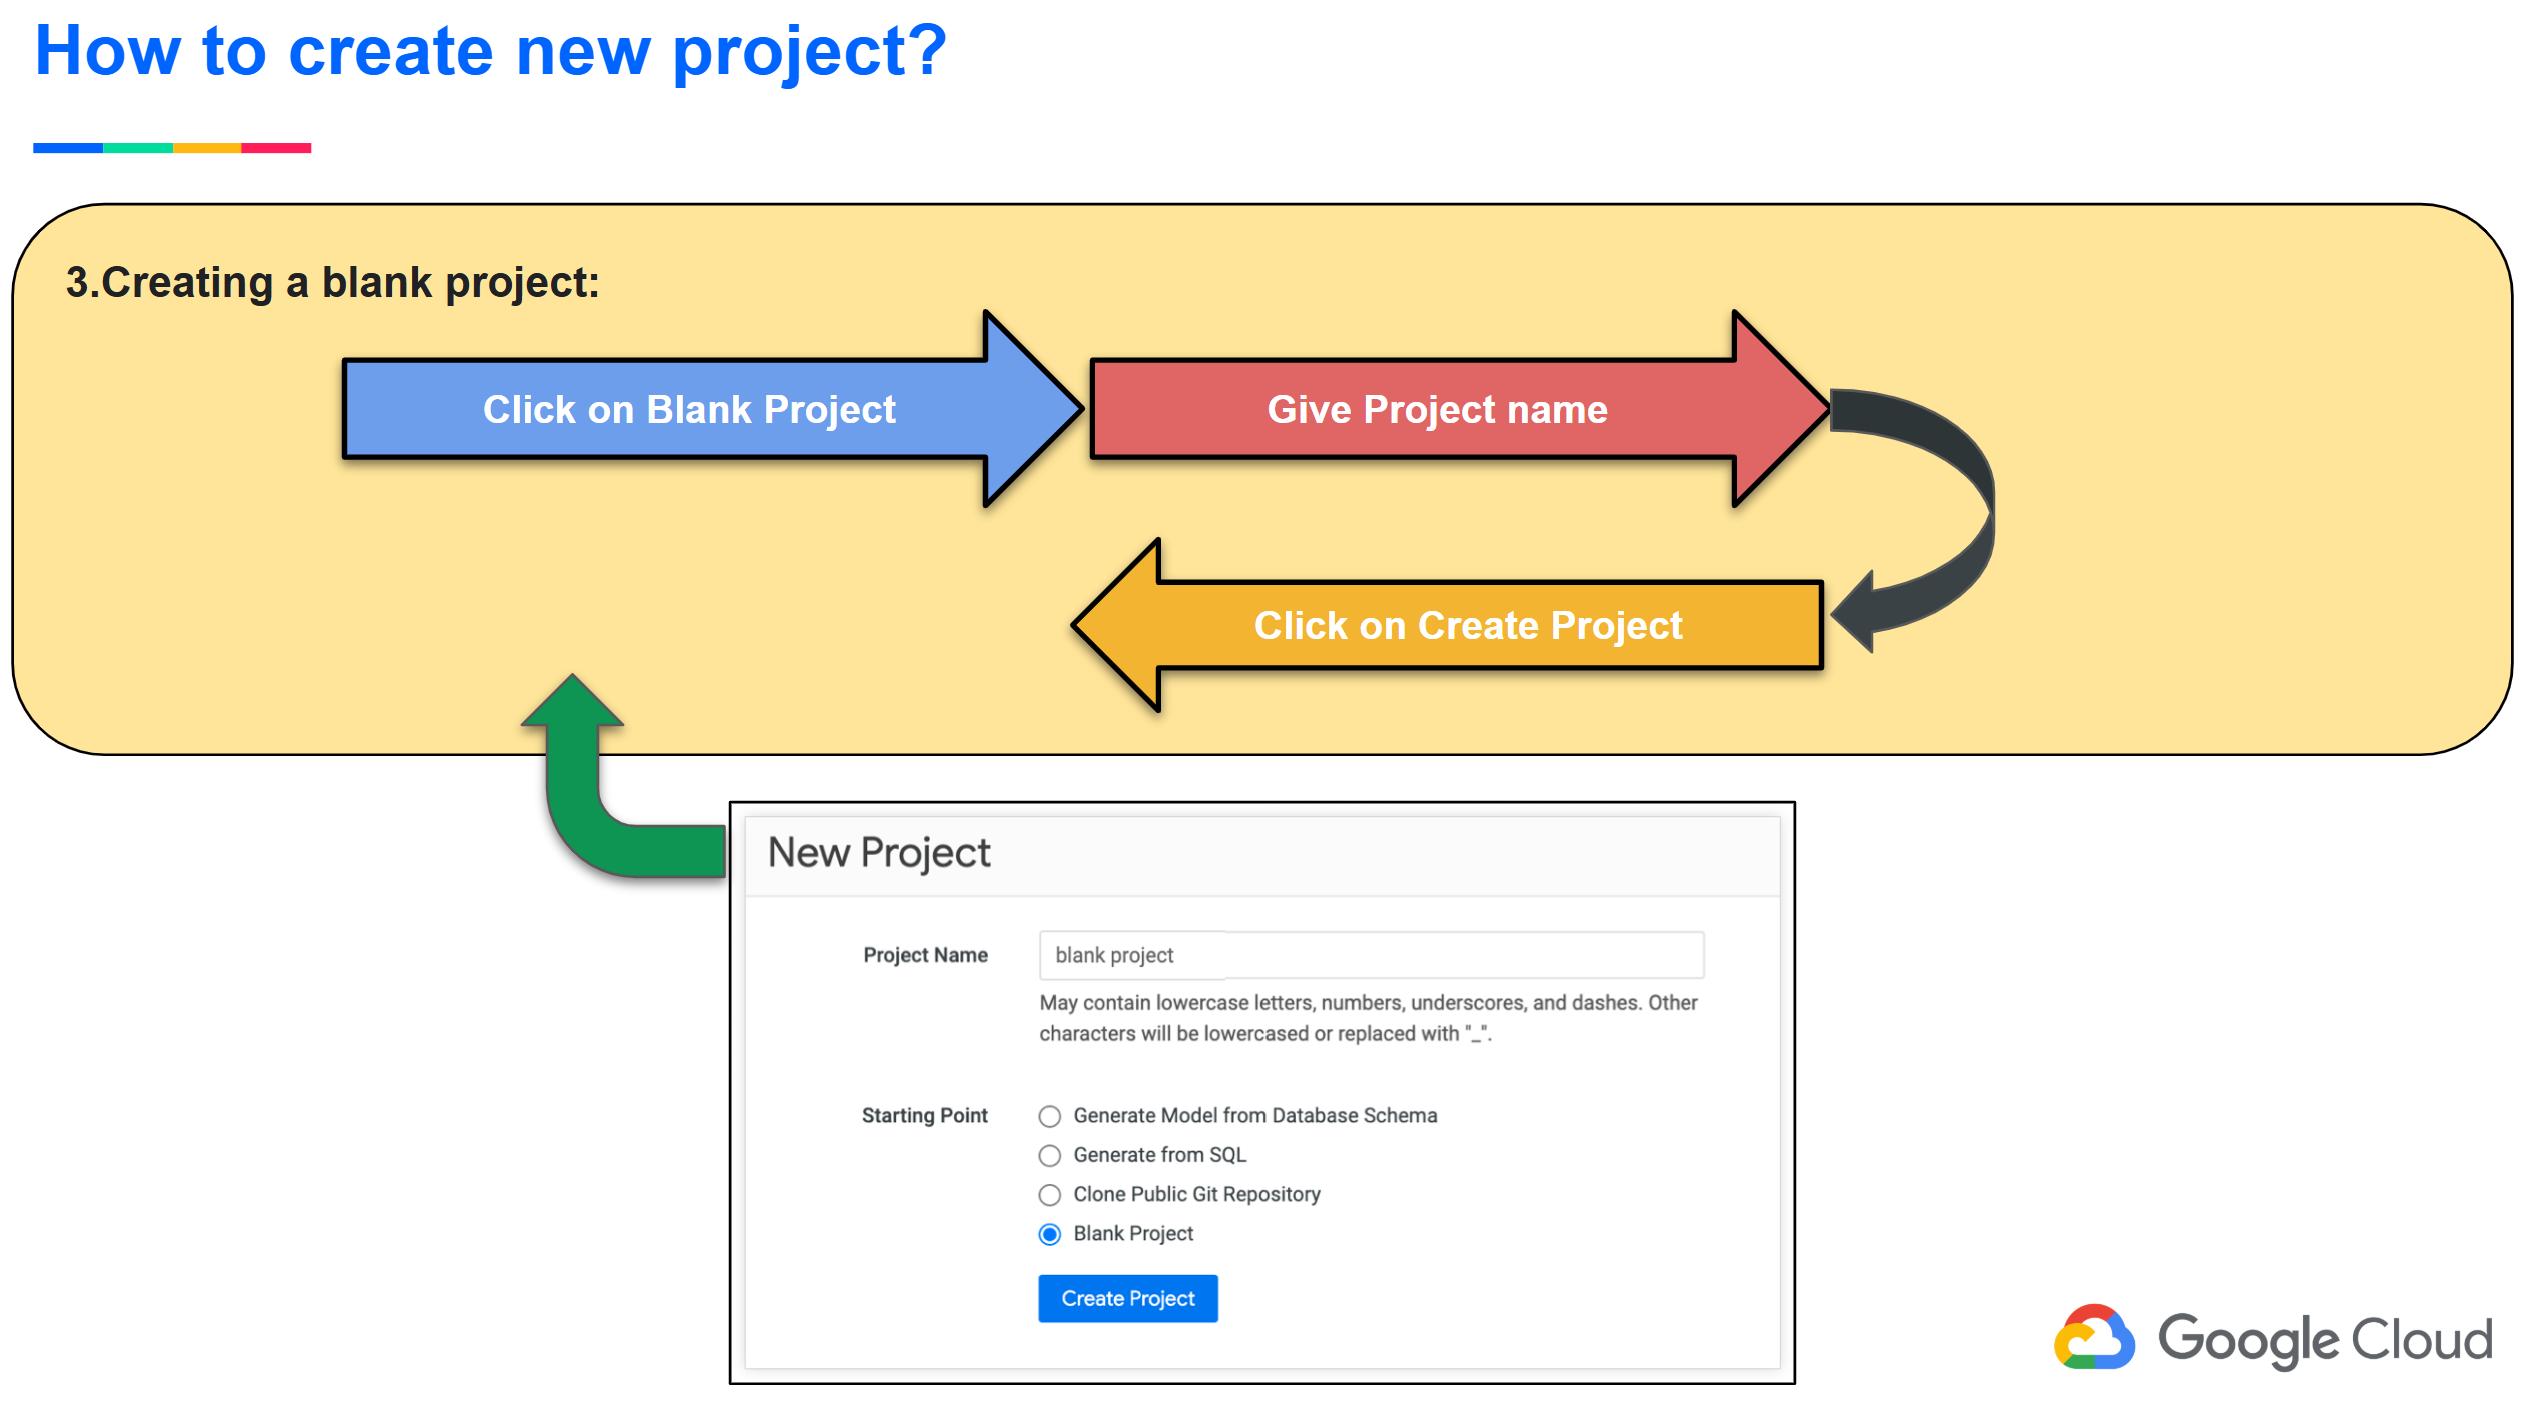 How to create new project?
3.Creating a blank project:
Click on Blank Project
Give Project name
Click on Create Project
New Project
Project Name
blank project
May contain lowercase letters, numbers, underscores, and dashes. Other
characters will be lowercased or replaced with "_".
Starting Point
Generate Model from Database Schema
Generate from SQL
Clone Public Git Repository
Blank Project
Create Project
Google Cloud